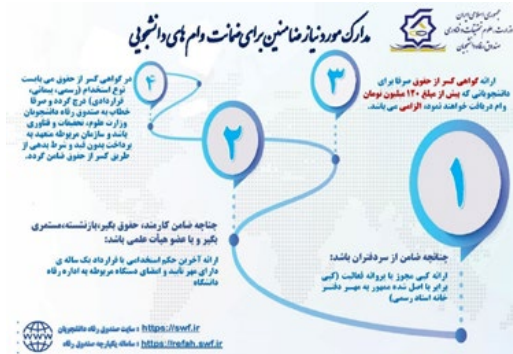 جمهوری اسلامی ایران
وزارت علوم، تحقیقات و فناوری
صندوق رفاه دانشجویان
مدارک مورد نیاز ضامنین برای ضمانت وام های دانشجویی
۱
چنانچه ضامن از سردفتران باشد:
ارائه کپی مجوز یا پروانه فعالیت (کپی
برابر با اصل شده ممهور به مهر دفتر
خانه اسناد رسمی)
۲
چناچه ضامن کارمند، حقوق بگیر،بازنشسته،مستمری
بگیر و یا عضو هیأت علمی باشد:
ارائه آخرین حکم استخدامی یا قرارداد یک ساله ی
دارای مهر تأیید و امضای دستگاه مربوطه به اداره رفاه
دانشگاه
۳
ارائه گواهی کسر از حقوق صرفا برای
دانشجویانی که بیش از مبلغ ۱۲۰ میلیون تومان
وام دریافت خواهند نمود، الزامی می باشد.
۴
در گواهی کسر از حقوق می بایست
نوع استخدام (رسمی، پیمانی،
قراردادی) درج گردد و صرفا
خطاب به صندوق رفاه دانشجویان
وزارت علوم، تحقیقات و فناوری
باشد و سازمان مربوطه متعهد به
پرداخت بدون قید و شرط بدهی از
طریق کسر از حقوق ضامن گردد.
https://swf.ir : سایت صندوق رفاه دانشجویان
https://refah.swf.ir : سامانه یکپارچه صندوق رفاه
WWW